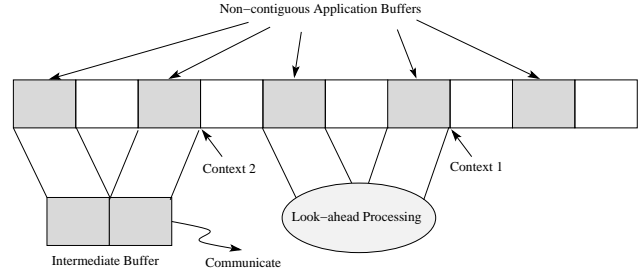 Non-contiguous Application Buffers
Context 2
Context 1
Look-ahead Processing
Intermediate Buffer
Communicate